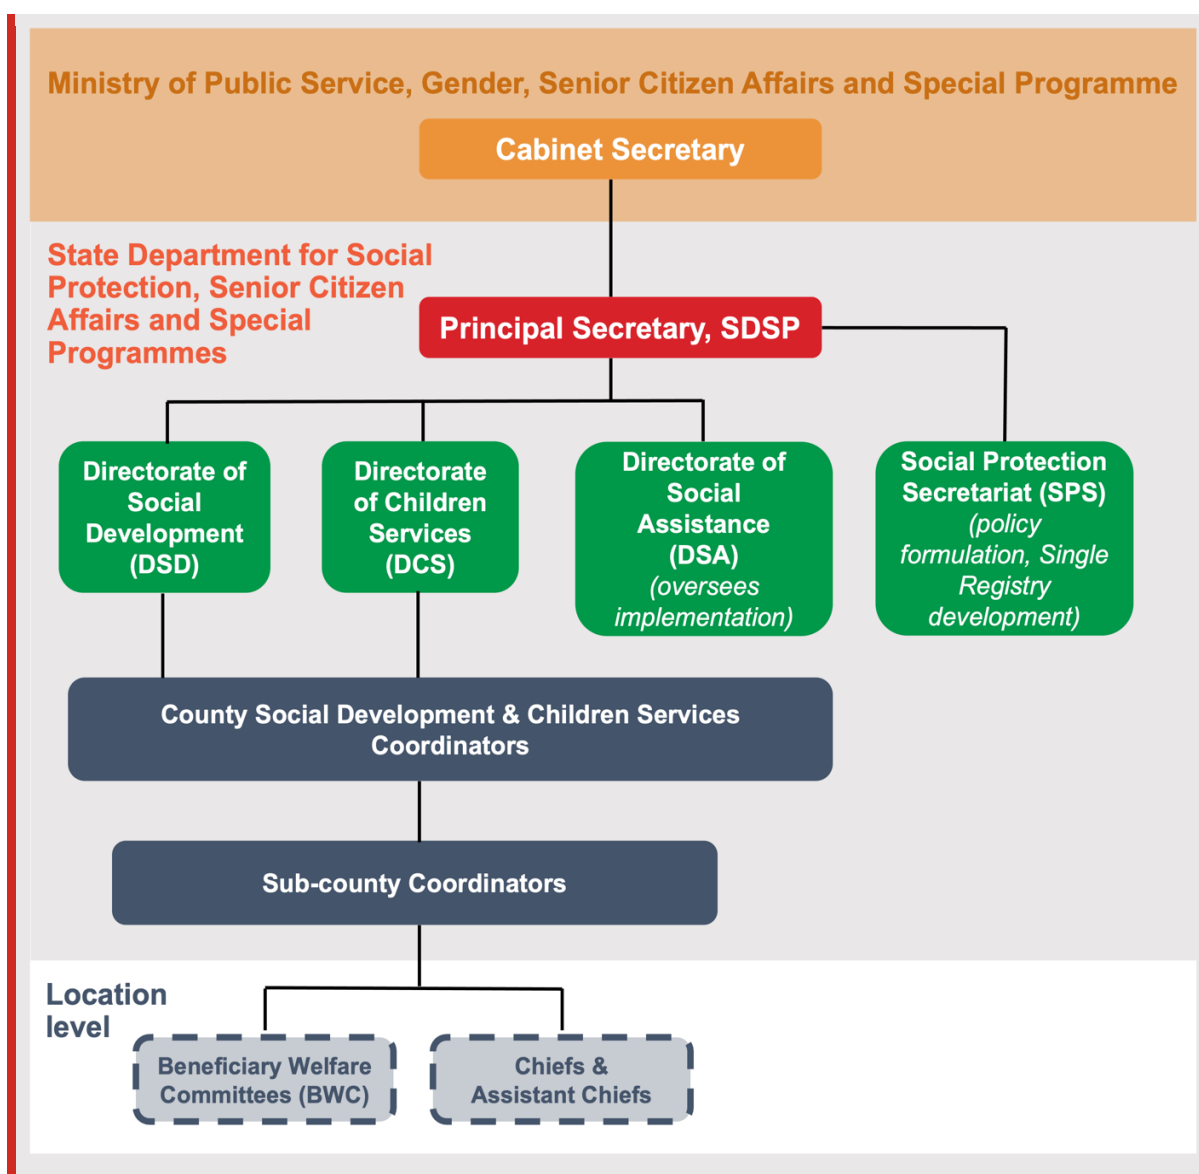 Ministry of Public Service, Gender, Senior Citizen Affairs and Special Programme
Cabinet Secretary
State Department for Social
Protection, Senior Citizen
Affairs and Special
Programmes
Principal Secretary, SDSP
Directorate of
Social
Development
(DSD)
Directorate
of Children
Services
(DCS)
Directorate of
Social
Assistance
(DSA)
(oversees
implementation)
Social Protection
Secretariat (SPS)
(policy
formulation, Single
Registry
development)
County Social Development & Children Services
Coordinators
Sub-county Coordinators
Location
level
Beneficiary Welfare
Committees (BWC)
Chiefs &
Assistant Chiefs